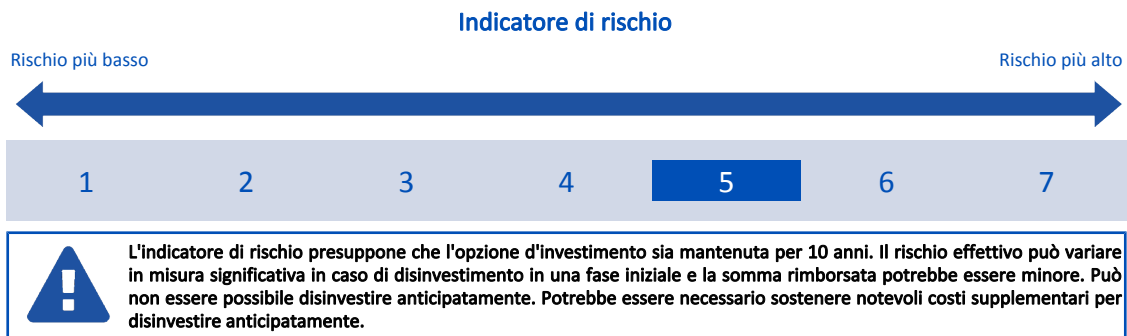 Indicatore di rischio
Rischio più basso
Rischio più alto
1 2 3 4 5 6 7
L'indicatore di rischio presuppone che l'opzione d'investimento sia mantenuta per 10 anni. Il rischio effettivo può variare
in misura significativa in caso di disinvestimento in una fase iniziale e la somma rimborsata potrebbe essere minore. Può
non essere possibile disinvestire anticipatamente. Potrebbe essere necessario sostenere notevoli costi supplementari per
disinvestire anticipatamente.